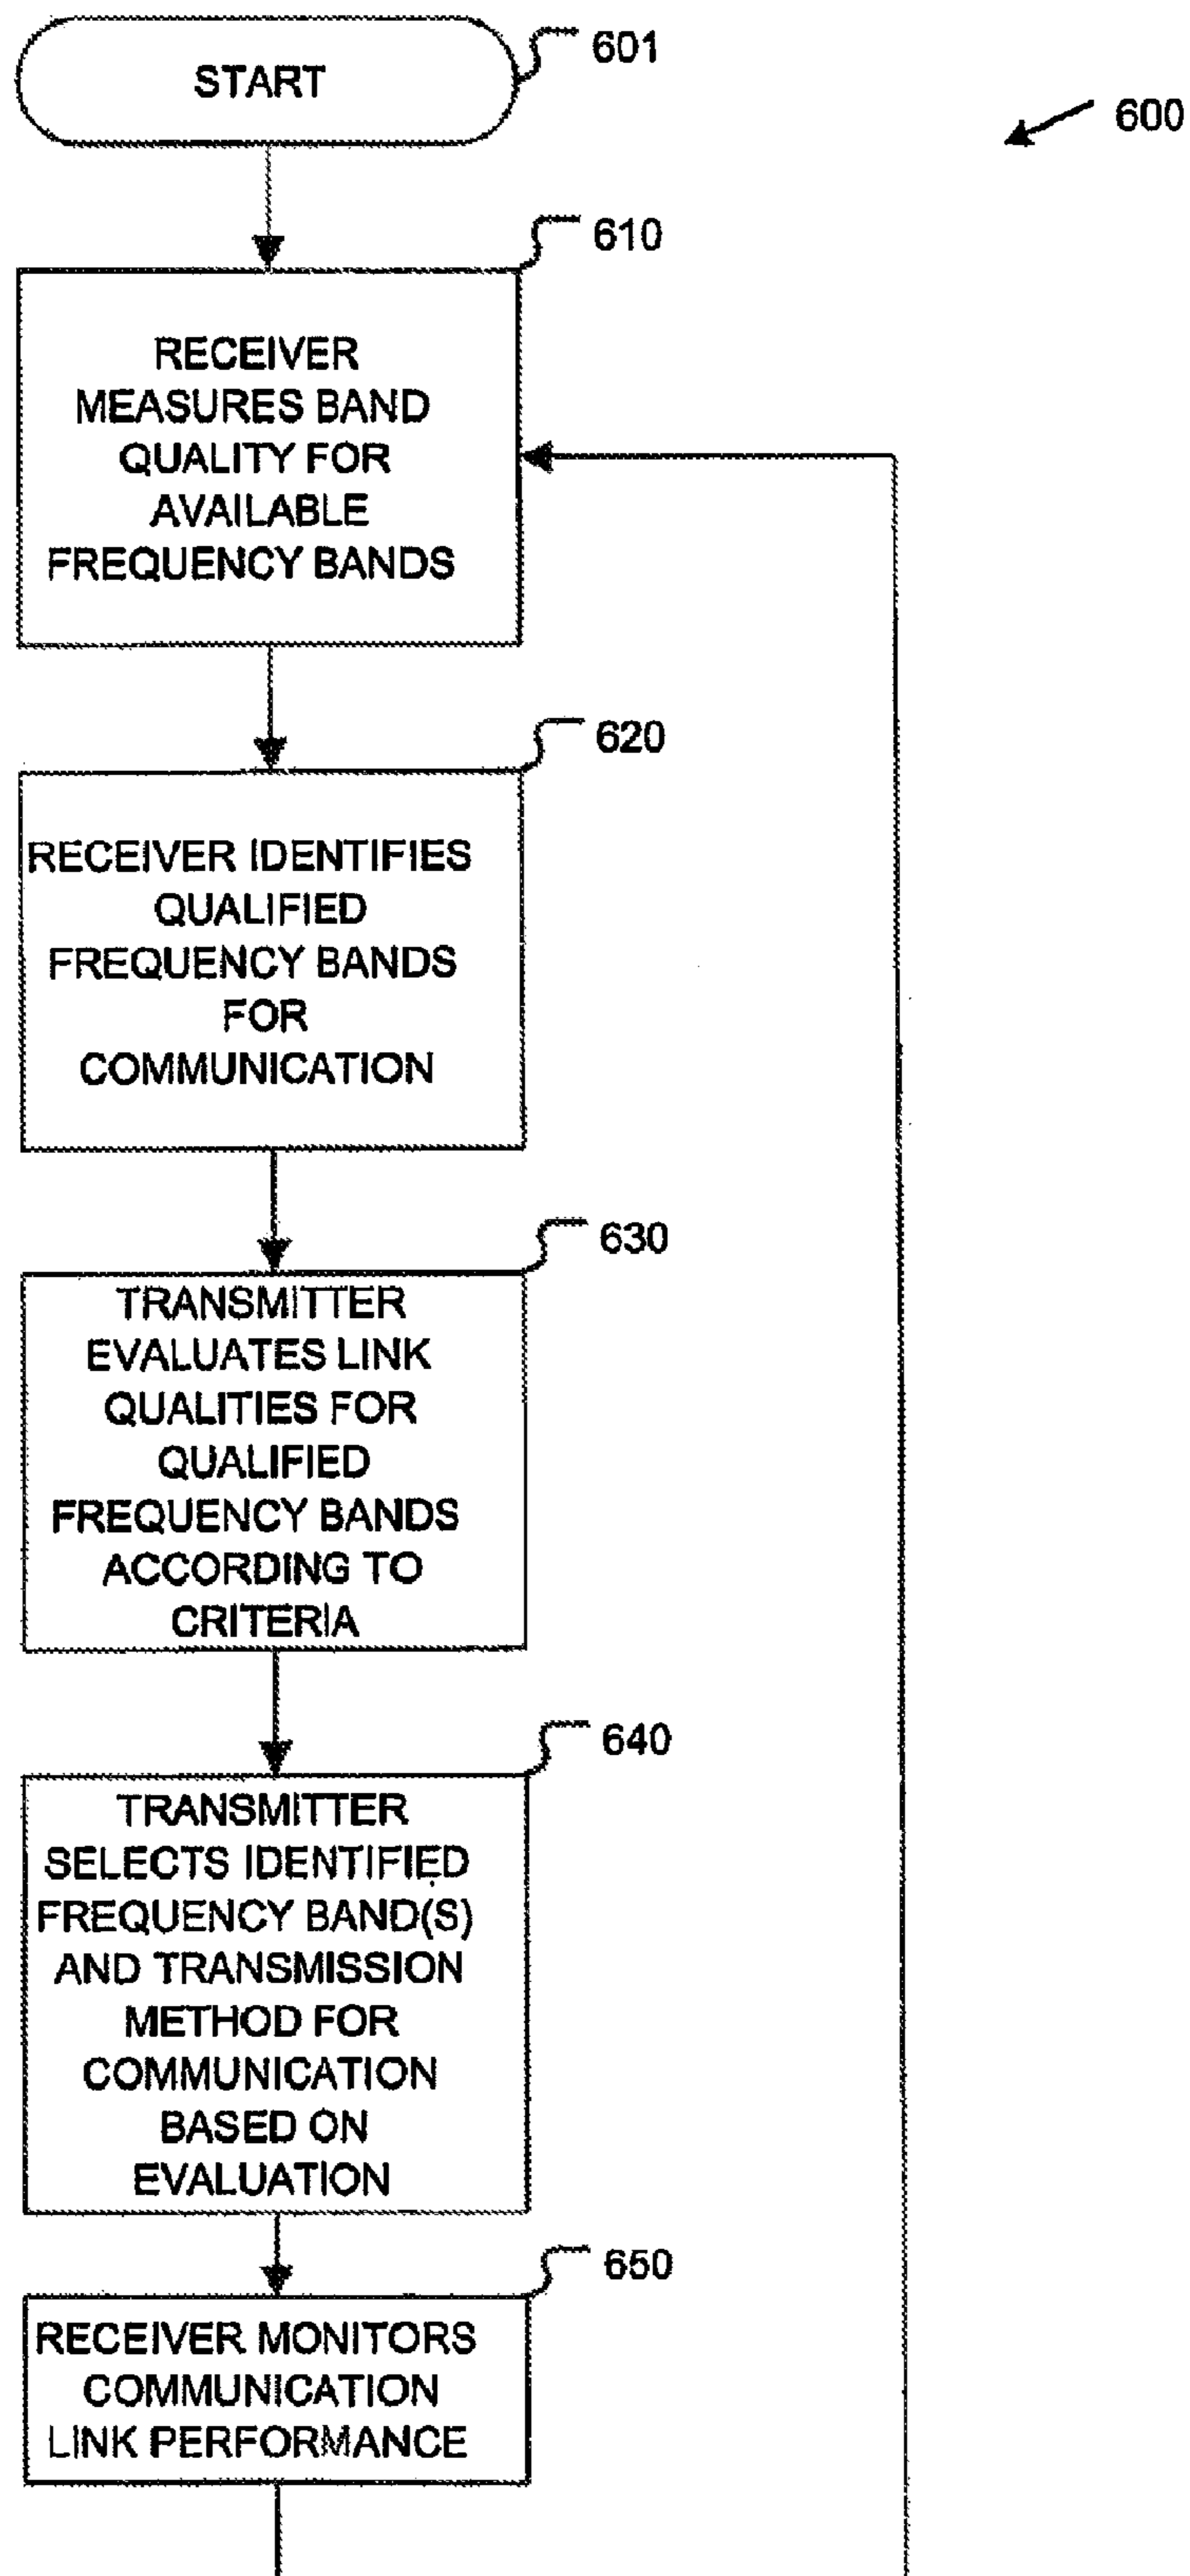 START
601
600
610
RECEIVER
MEASURES BAND
QUALITY FOR
AVAILABLE
FREQUENCY BANDS
620
RECEIVER IDENTIFIES
QUALIFIED
FREQUENCY BANDS
FOR
COMMUNICATION
630
TRANSMITTER
EVALUATES LINK
QUALITIES FOR
QUALIFIED
FREQUENCY BANDS
ACCORDING TO
CRITERIA
640
TRANSMITTER
SELECTS IDENTIFIED
FREQUENCY BAND(S)
AND TRANSMISSION
METHOD FOR
COMMUNICATION
BASED ON
EVALUATION
650
RECEIVER MONITORS
COMMUNICATION
LINK PERFORMANCE